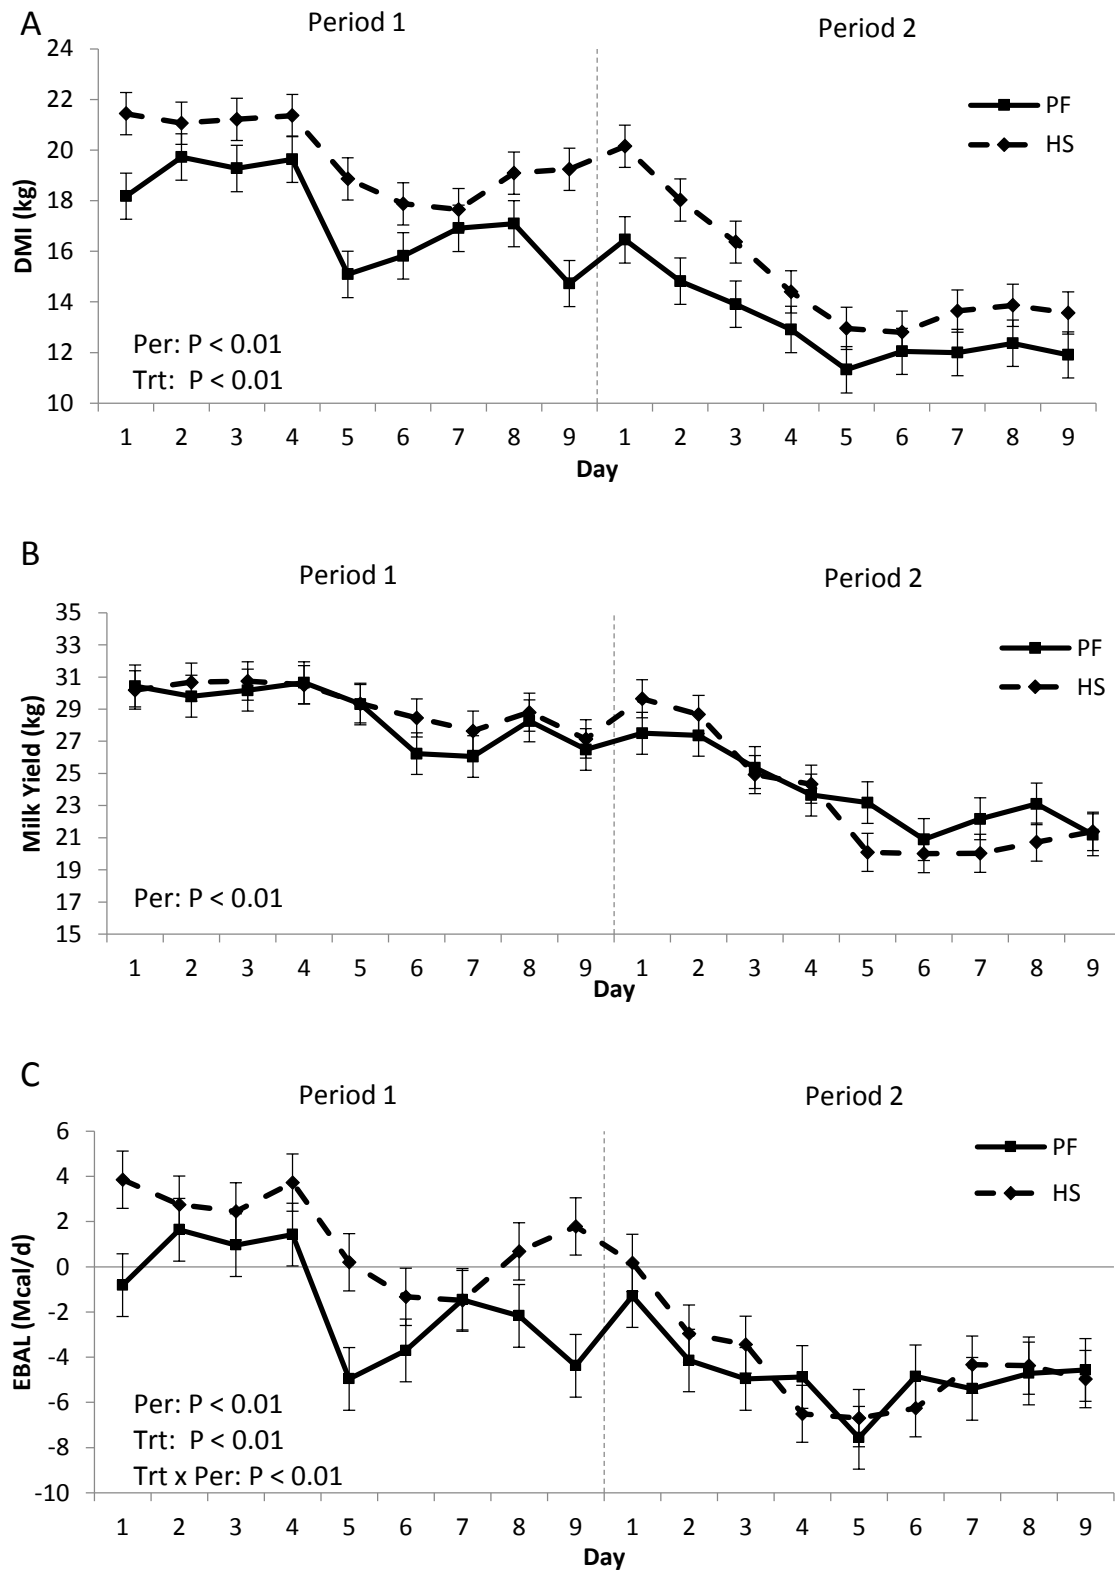 A
Period 1
Period 2
24
22
20
18
16
14
12
10
DMI (kg)
PF
HS
Per: P < 0.01
Trt: P < 0.01
1 2 3 4 5 6 7 8 9 1 2 3 4 5 6 7 8 9
Day
B
Period 1
Period 2
35
33
31
29
27
25
23
21
19
17
15
Milk Yield (kg)
PF
HS
Per: P < 0.01
1 2 3 4 5 6 7 8 9 1 2 3 4 5 6 7 8 9
Day
C
Period 1
Period 2
6
4
2
0
-2
-4
-6
-8
-10
EBAL (Mcal/d)
PF
HS
Per: P < 0.01
Trt: P < 0.01
Trt x Per: P < 0.01
1 2 3 4 5 6 7 8 9 1 2 3 4 5 6 7 8 9
Day